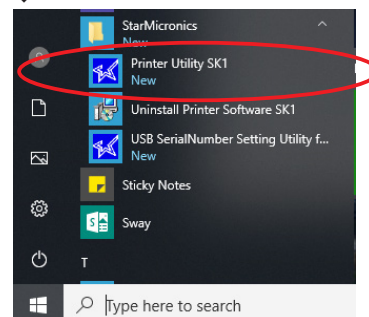 StarMicronics
New
Printer Utility SK1
New
Uninstall Printer Software SK1
USB SerialNumber Setting Utility f...
New
Sticky Notes
S
Sway
T
Type here to search